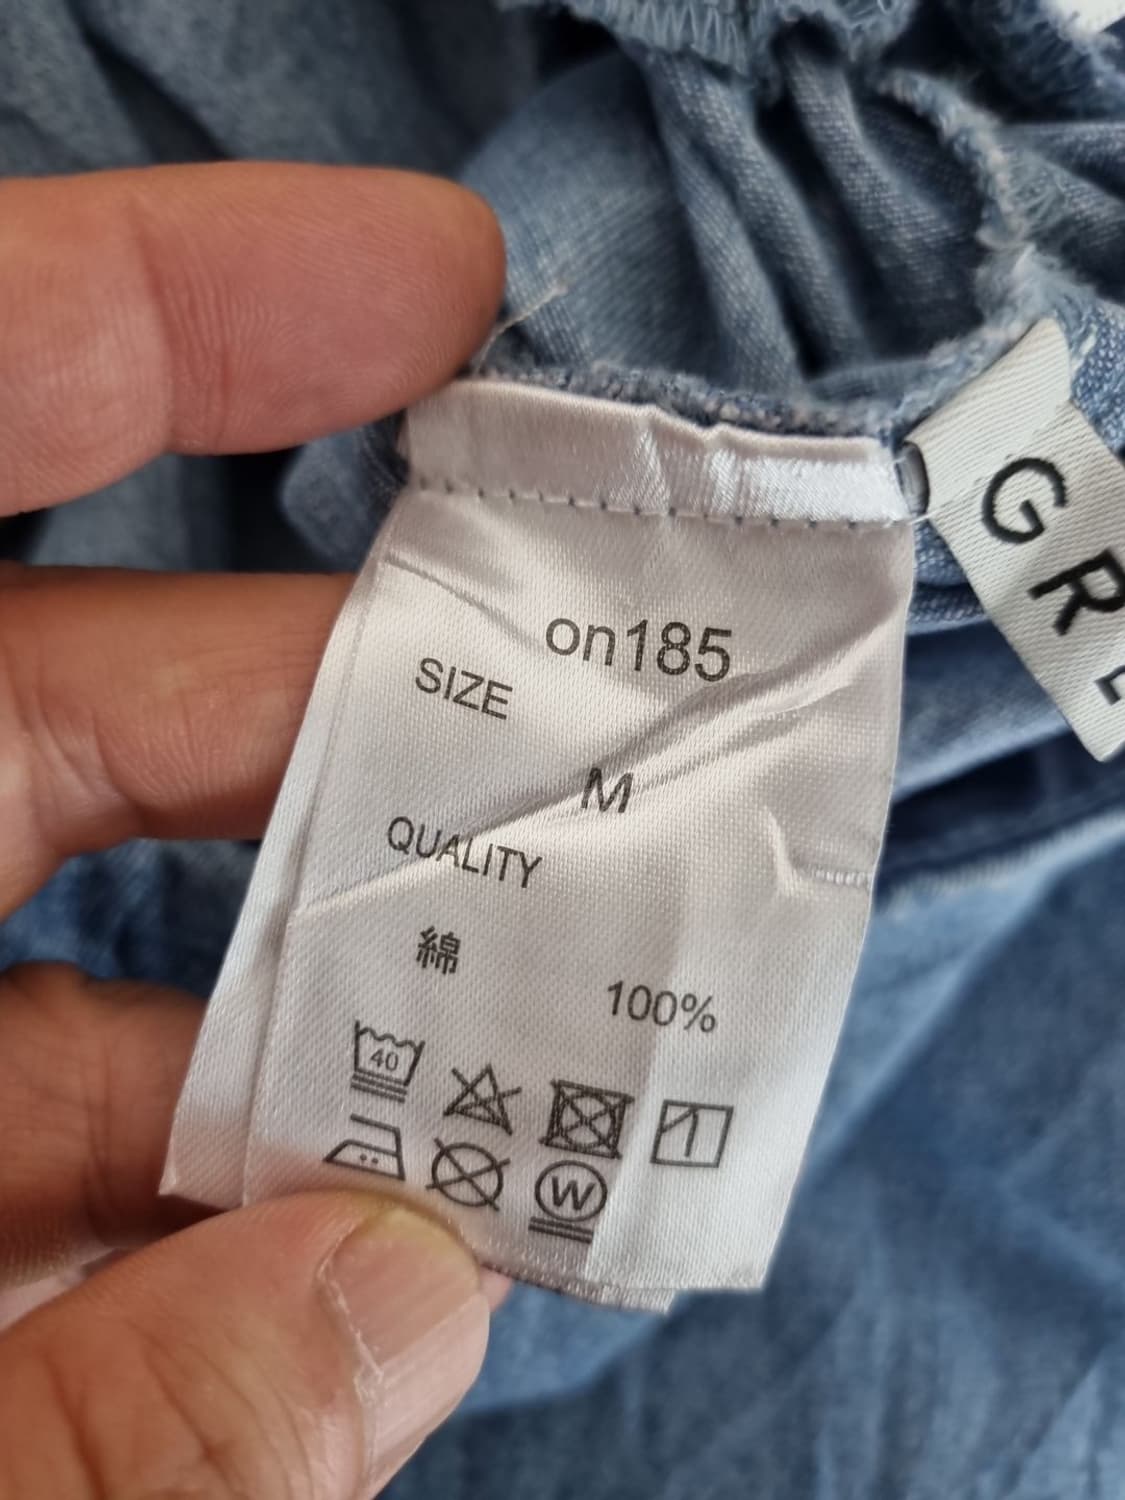 on185
SIZE
M
QUALITY
綿
100%
40
W
GR